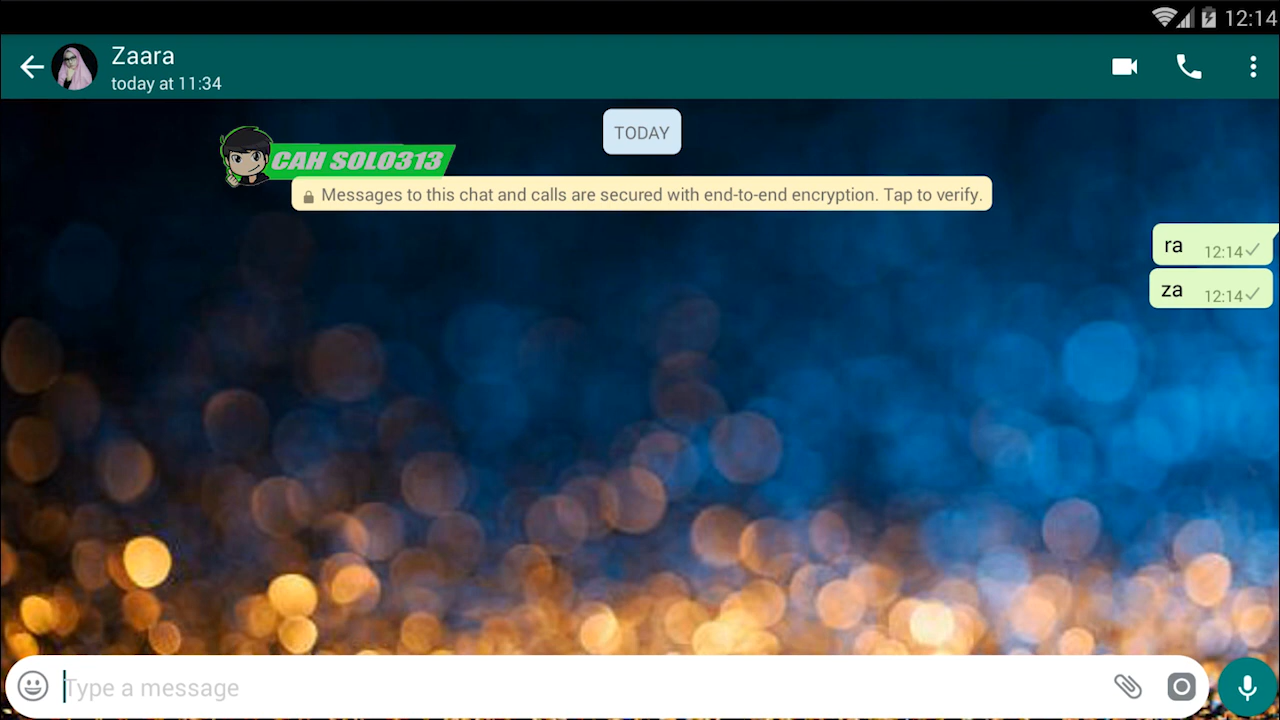 12:14
Zaara
today at 11:34
TODAY
CAH SOLO313
Messages to this chat and calls are secured with end-to-end encryption. Tap to verify.
ra 12:14
za 12:14
Type a message